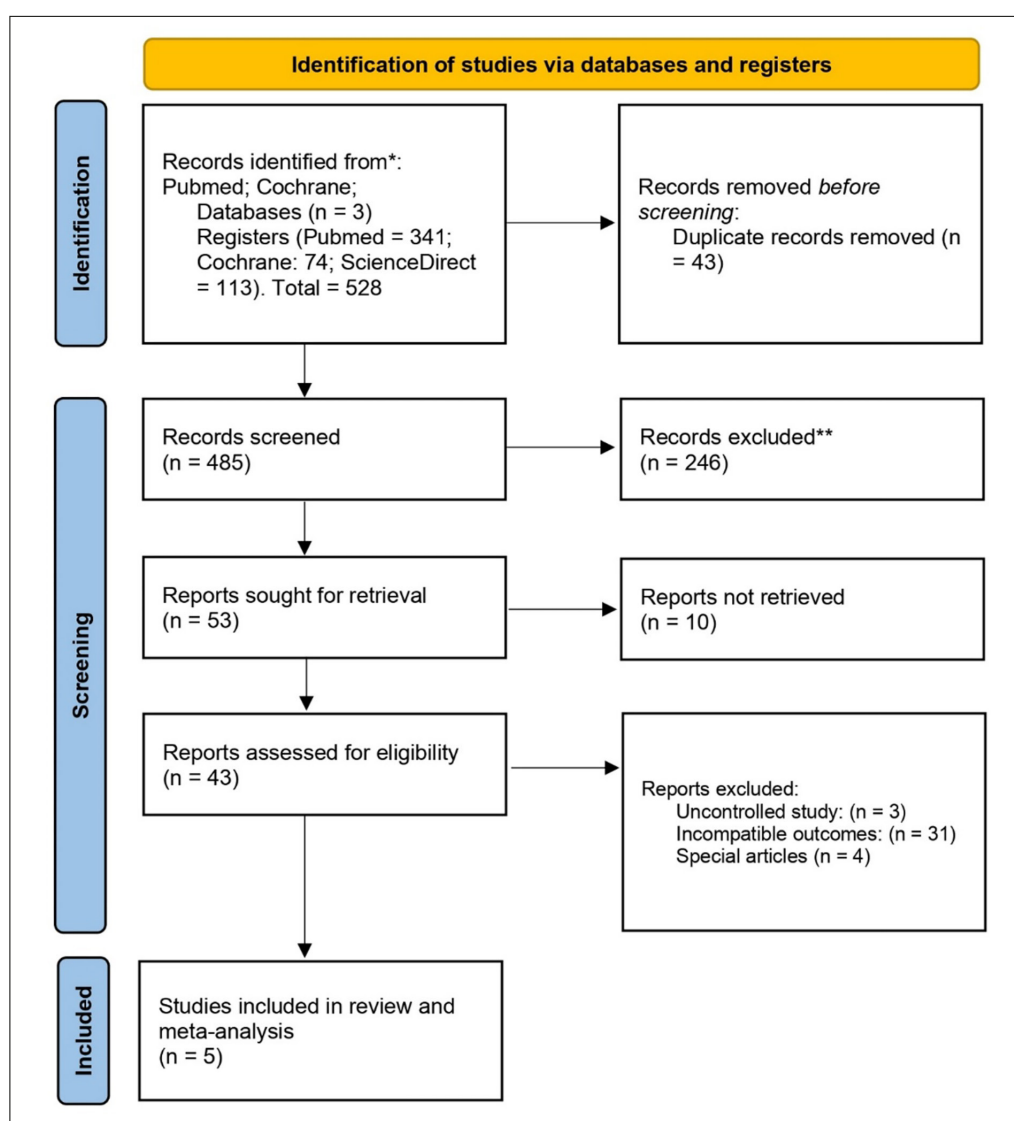 Identification of studies via databases and registers
Identification
Records identified from*:
Pubmed; Cochrane;
Databases (n = 3)
Registers (Pubmed = 341;
Cochrane: 74; ScienceDirect
= 113). Total = 528
Records removed before
screening:
Duplicate records removed (n
= 43)
Screening
Records screened
(n = 485)
Records excluded**
(n = 246)
Reports sought for retrieval
(n = 53)
Reports not retrieved
(n = 10)
Reports assessed for eligibility
(n = 43)
Reports excluded:
Uncontrolled study: (n = 3)
Incompatible outcomes: (n = 31)
Special articles (n = 4)
Included
Studies included in review and
meta-analysis
(n = 5)